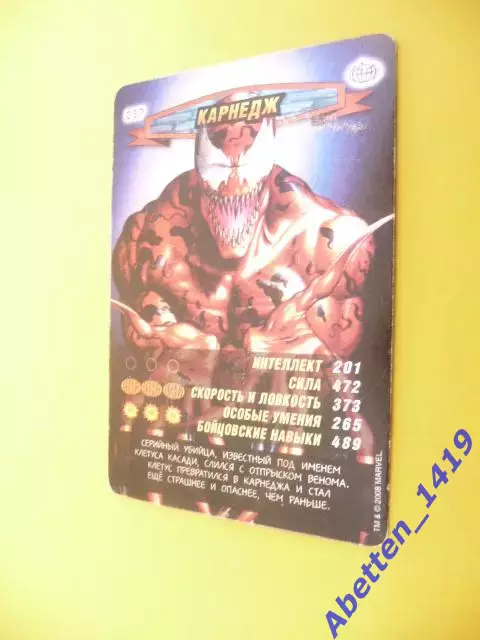 КАРНЕДЖ
ИНТЕЛЛЕКТ 201
СИЛА 472
СКОРОСТЬ И ЛОВКОСТЬ 373
ОСОБЫЕ УМЕНИЯ 265
БОЙЦОВСКИЕ НАВЫКИ 489
СЕРИЙНЫЙ УБИЙЦА, ИЗВЕСТНЫЙ ПОД ИМЕНЕМ
КЛЕТУСА КАСАДИ, СЛИЛСЯ С ОТПРЫСКОМ ВЕНОМА.
КЛЕТУС ПРЕВРАТИЛСЯ В КАРНЕДЖА И СТАЛ
ЕЩЁ СТРАШНЕЕ И ОПАСНЕЕ, ЧЕМ РАНЬШЕ.
TM & © 2008 MARVEL
Abetten_1419